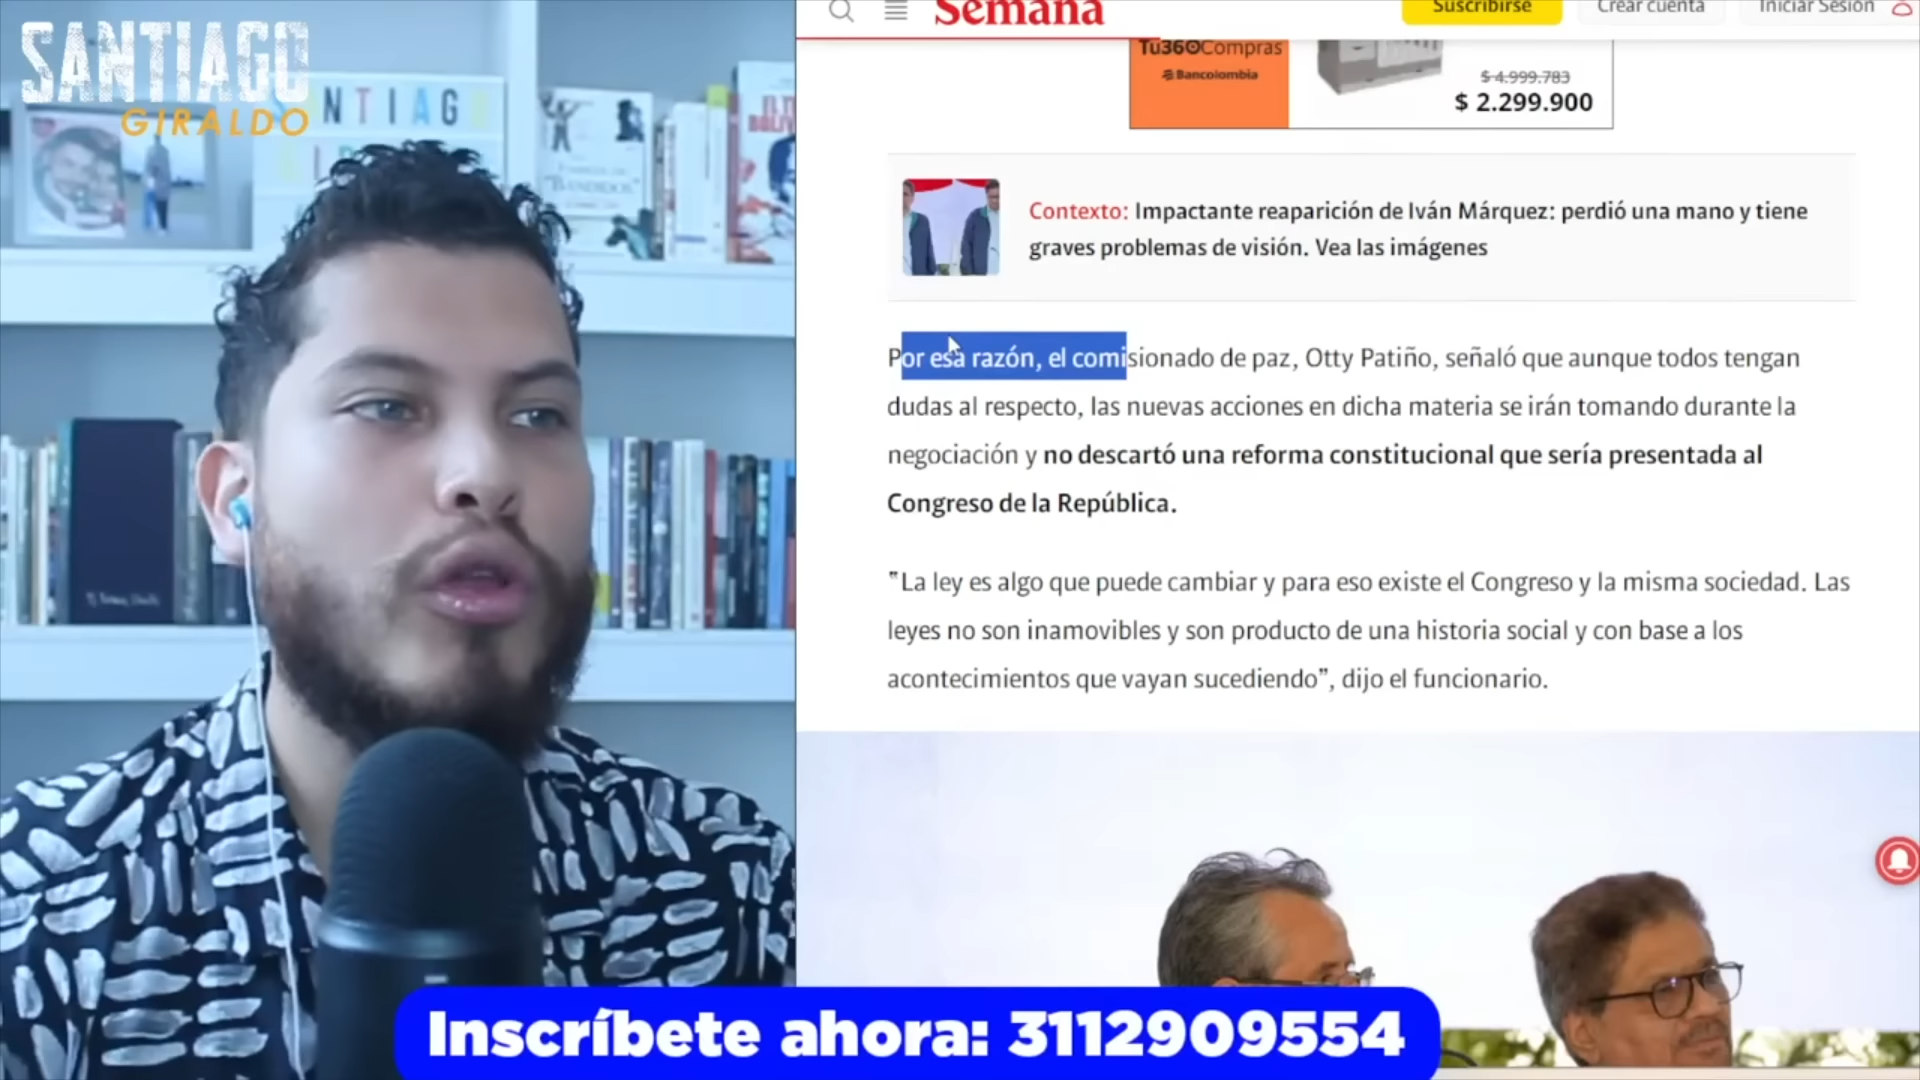 SANTIAGO
GIRALDO
NTIAG
BANDIDOS
Semana
Suscribirse
Crear cuenta
Iniciar Sesión
Tu360Compras
Bancolombia
$ 4.999.783
$ 2.299.900
Contexto: Impactante reaparición de Iván Márquez: perdió una mano y tiene
graves problemas de visión. Vea las imágenes
Por esa razón, el comisionado de paz, Otty Patiño, señaló que aunque todos tengan
dudas al respecto, las nuevas acciones en dicha materia se irán tomando durante la
negociación y no descartó una reforma constitucional que sería presentada al
Congreso de la República.
"La ley es algo que puede cambiar y para eso existe el Congreso y la misma sociedad. Las
leyes no son inamovibles y son producto de una historia social y con base a los
acontecimientos que vayan sucediendo”, dijo el funcionario.
Inscríbete ahora: 3112909554